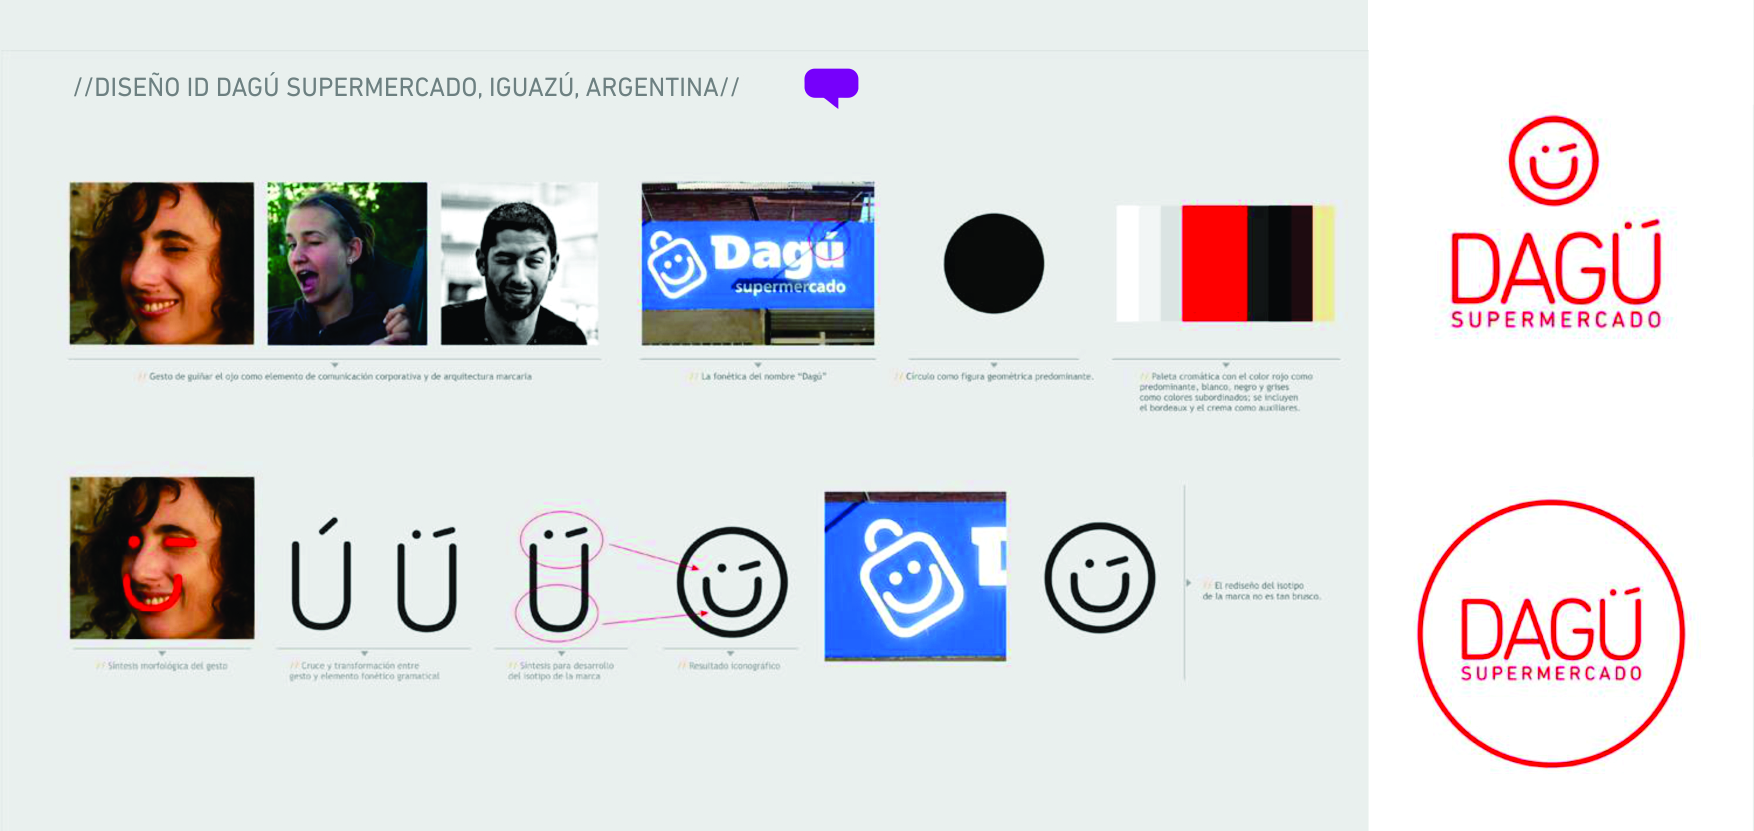 //DISEÑO ID DAGÚ SUPERMERCADO, IGUAZÚ, ARGENTINA//
Dagú
supermercado
// Gesto de guiñar el ojo como elemento de comunicación corporativa y de arquitectura marcaria
// La fonética del nombre "Dagú"
// Círculo como figura geométrica predominante.
// Paleta cromática con el color rojo como
predominante, blanco, negro y grises
como colores subordinados; se incluyen
el bordeaux y el crema como auxiliares.
DAGÜ
SUPERMERCADO
Ú Ü Ü
D
// Síntesis morfológica del gesto
// Cruce y transformación entre
gesto y elemento fonético gramatical
// Síntesis para desarrollo
del isotipo de la marca
// Resultado iconográfico
// El rediseño del isotipo
de la marca no es tan brusco.
DAGÜ
SUPERMERCADO